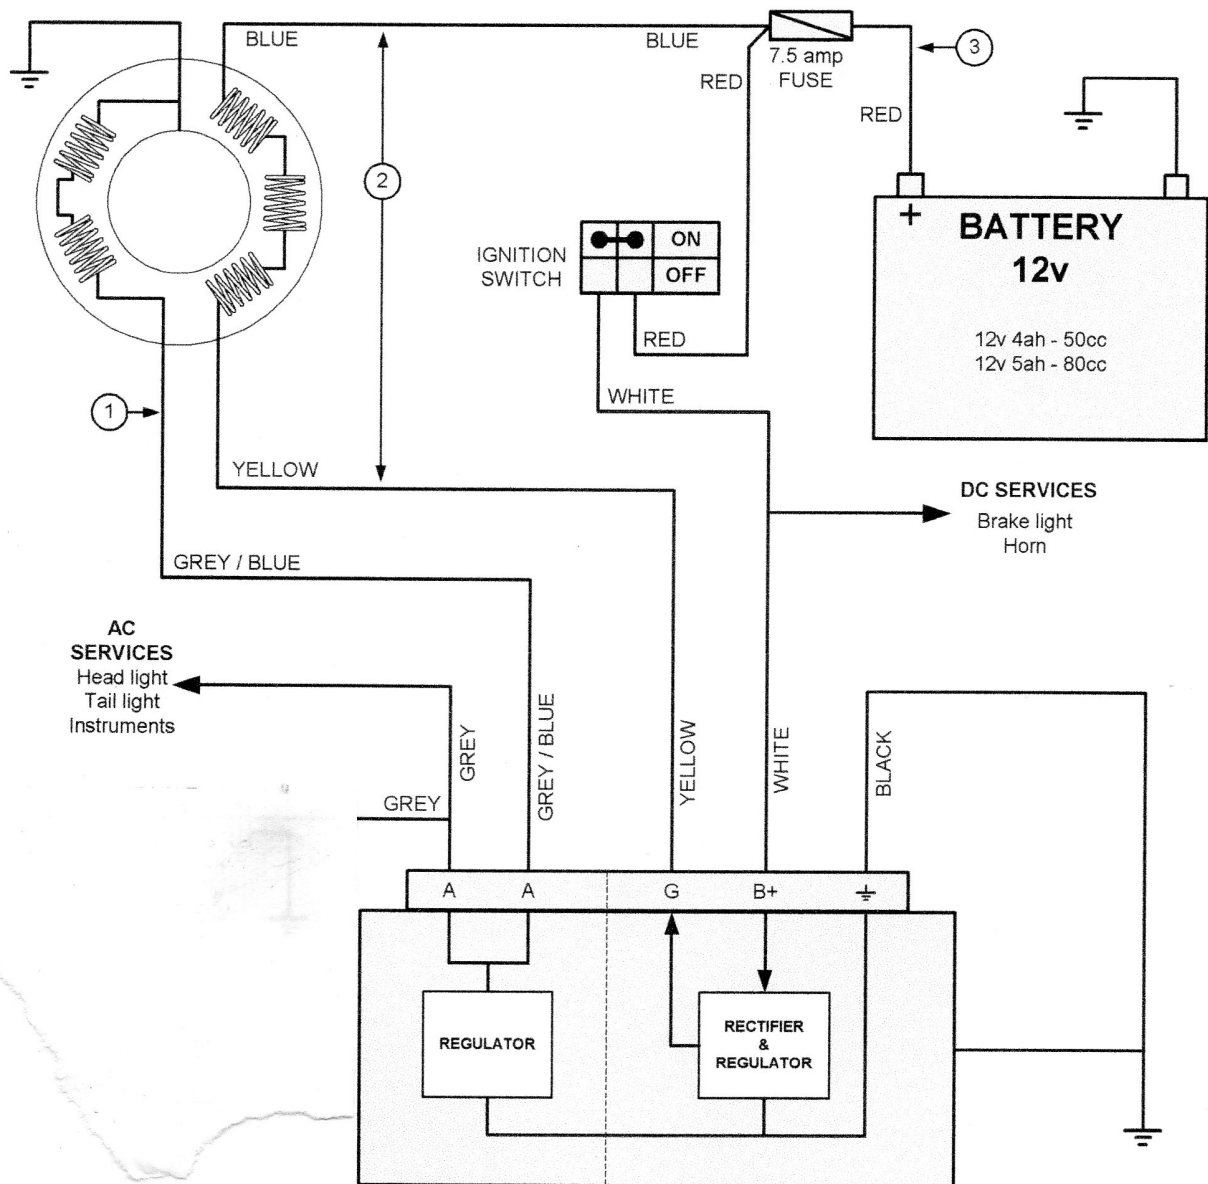 BLUE
BLUE
7.5 amp
FUSE
3
RED
RED
2
+
BATTERY
12v
12v 4ah - 50cc
12v 5ah - 80cc
IGNITION
SWITCH
ON
OFF
RED
WHITE
1
YELLOW
DC SERVICES
Brake light
Horn
GREY / BLUE
AC
SERVICES
Head light
Tail light
Instruments
GREY
GREY / BLUE
YELLOW
WHITE
BLACK
GREY
A
A
G
B+
REGULATOR
RECTIFIER
&
REGULATOR